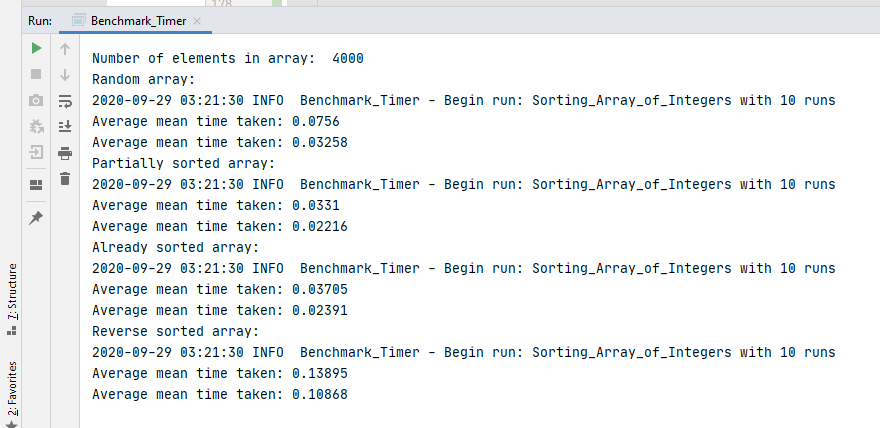 178
Run: Benchmark_Timer
Number of elements in array:  4000
Random array:
2020-09-29 03:21:30 INFO  Benchmark_Timer - Begin run: Sorting_Array_of_Integers with 10 runs
Average mean time taken: 0.0756
Average mean time taken: 0.03258
Partially sorted array:
2020-09-29 03:21:30 INFO  Benchmark_Timer - Begin run: Sorting_Array_of_Integers with 10 runs
Average mean time taken: 0.0331
Average mean time taken: 0.02216
Already sorted array:
2020-09-29 03:21:30 INFO  Benchmark_Timer - Begin run: Sorting_Array_of_Integers with 10 runs
Average mean time taken: 0.03705
Average mean time taken: 0.02391
Reverse sorted array:
2020-09-29 03:21:30 INFO  Benchmark_Timer - Begin run: Sorting_Array_of_Integers with 10 runs
Average mean time taken: 0.13895
Average mean time taken: 0.10868
7: Structure
2: Favorites